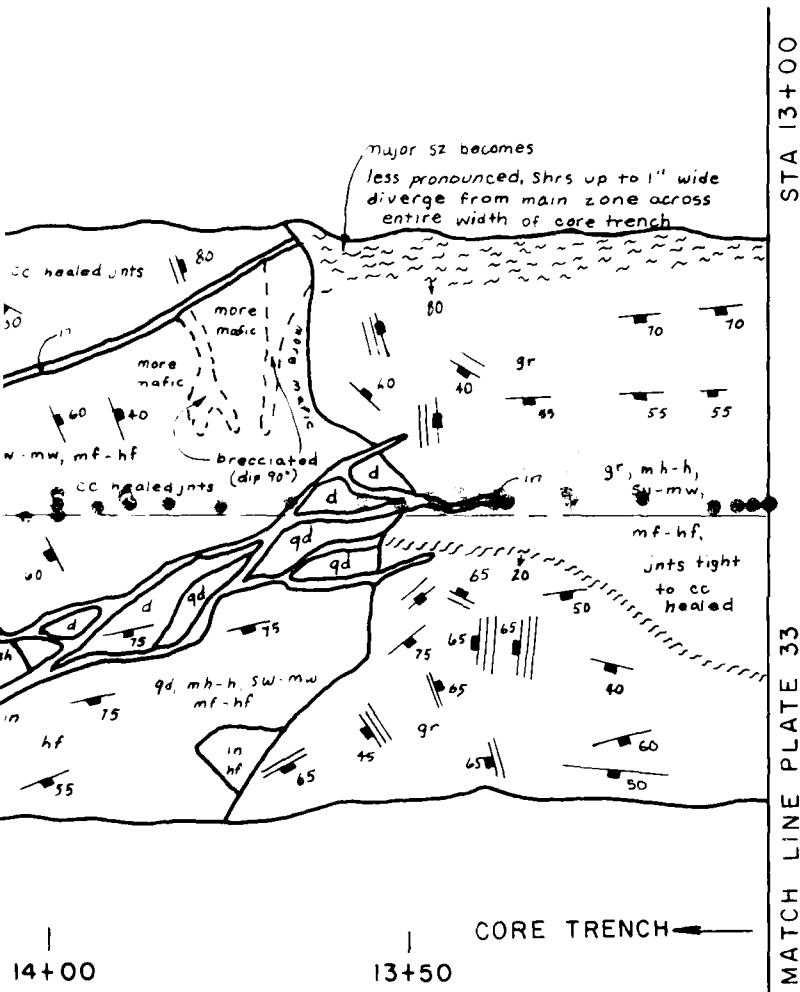 STA 13+00
major sz becomes
less pronounced, Shrs up to 1" wide
diverge from main zone across
entire width of core trench
cc healed jnts
80
80
more
mafic
more mafic
in
more
mafic
70
70
gr
40
40
55
55
60
40
w-mw, mf-hf
brecciated
(dip 90°)
cc healed jnts
d
d
in
gr, mh-h,
sw-mw,
mf-hf,
jnts tight
to cc
healed
qd
qd
60
d
qd
d
75
75
65
20
50
75
65
65
65
40
qd, mh-h, sw-mw
mf-hf
in
75
hf
55
in
hf
65
45
gr
65
60
50
MATCH LINE PLATE 33
CORE TRENCH
14+00
13+50